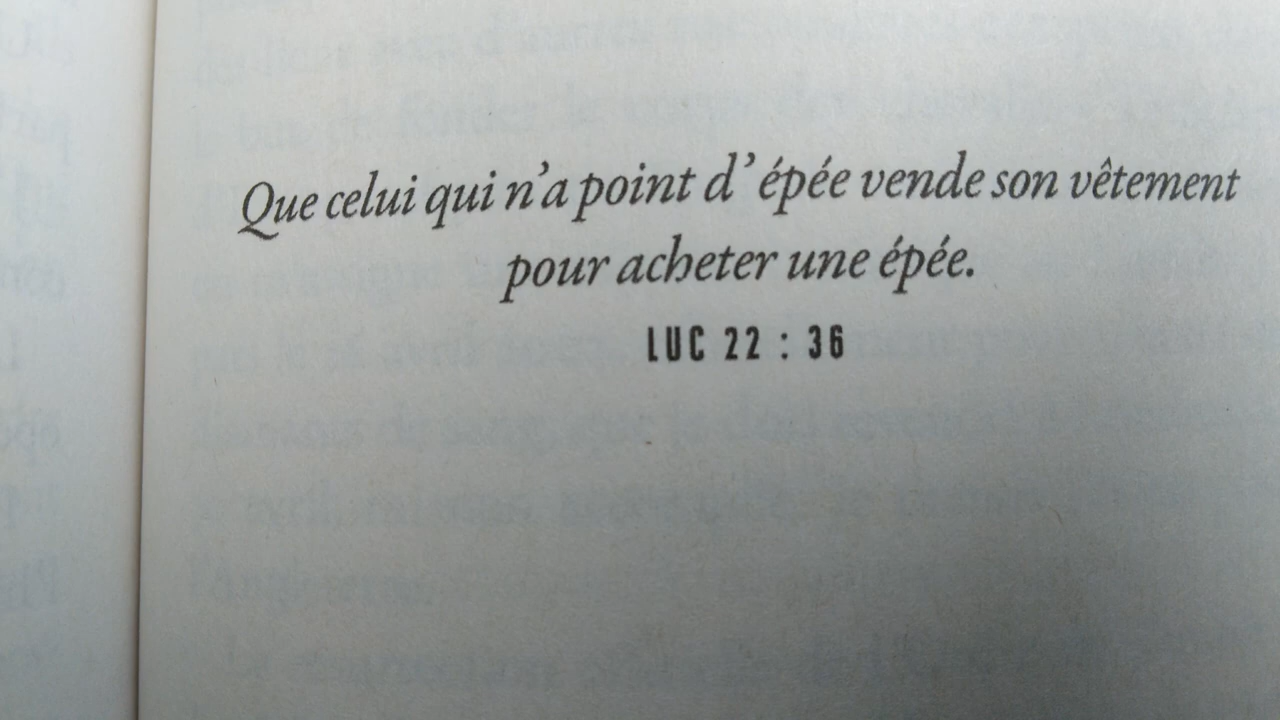 Que celui qui n’a point d’épée vende son vêtement
pour acheter une épée.
LUC 22 : 36